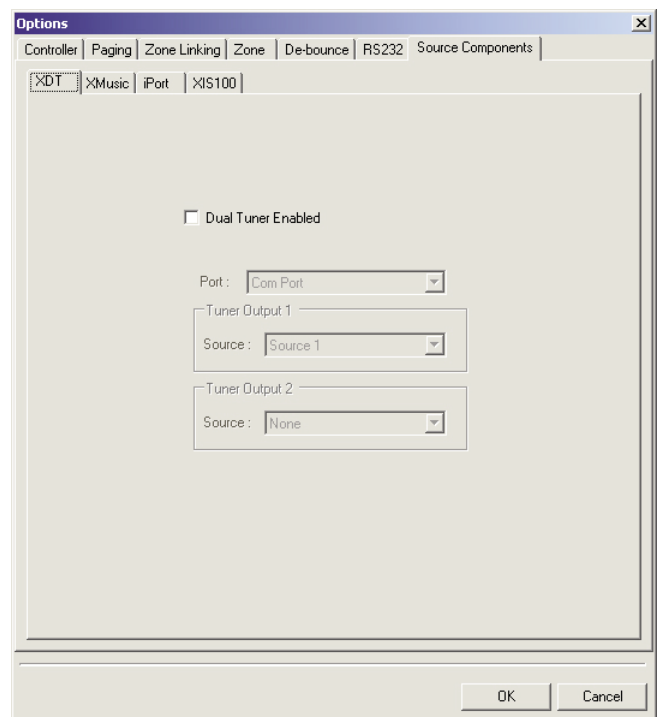 Options
Controller Paging Zone Linking Zone De-bounce RS232 Source Components
XDT XMusic iPort XIS100
Dual Tuner Enabled
Port : Com Port
Tuner Output 1
Source : Source 1
Tuner Output 2
Source : None
OK Cancel